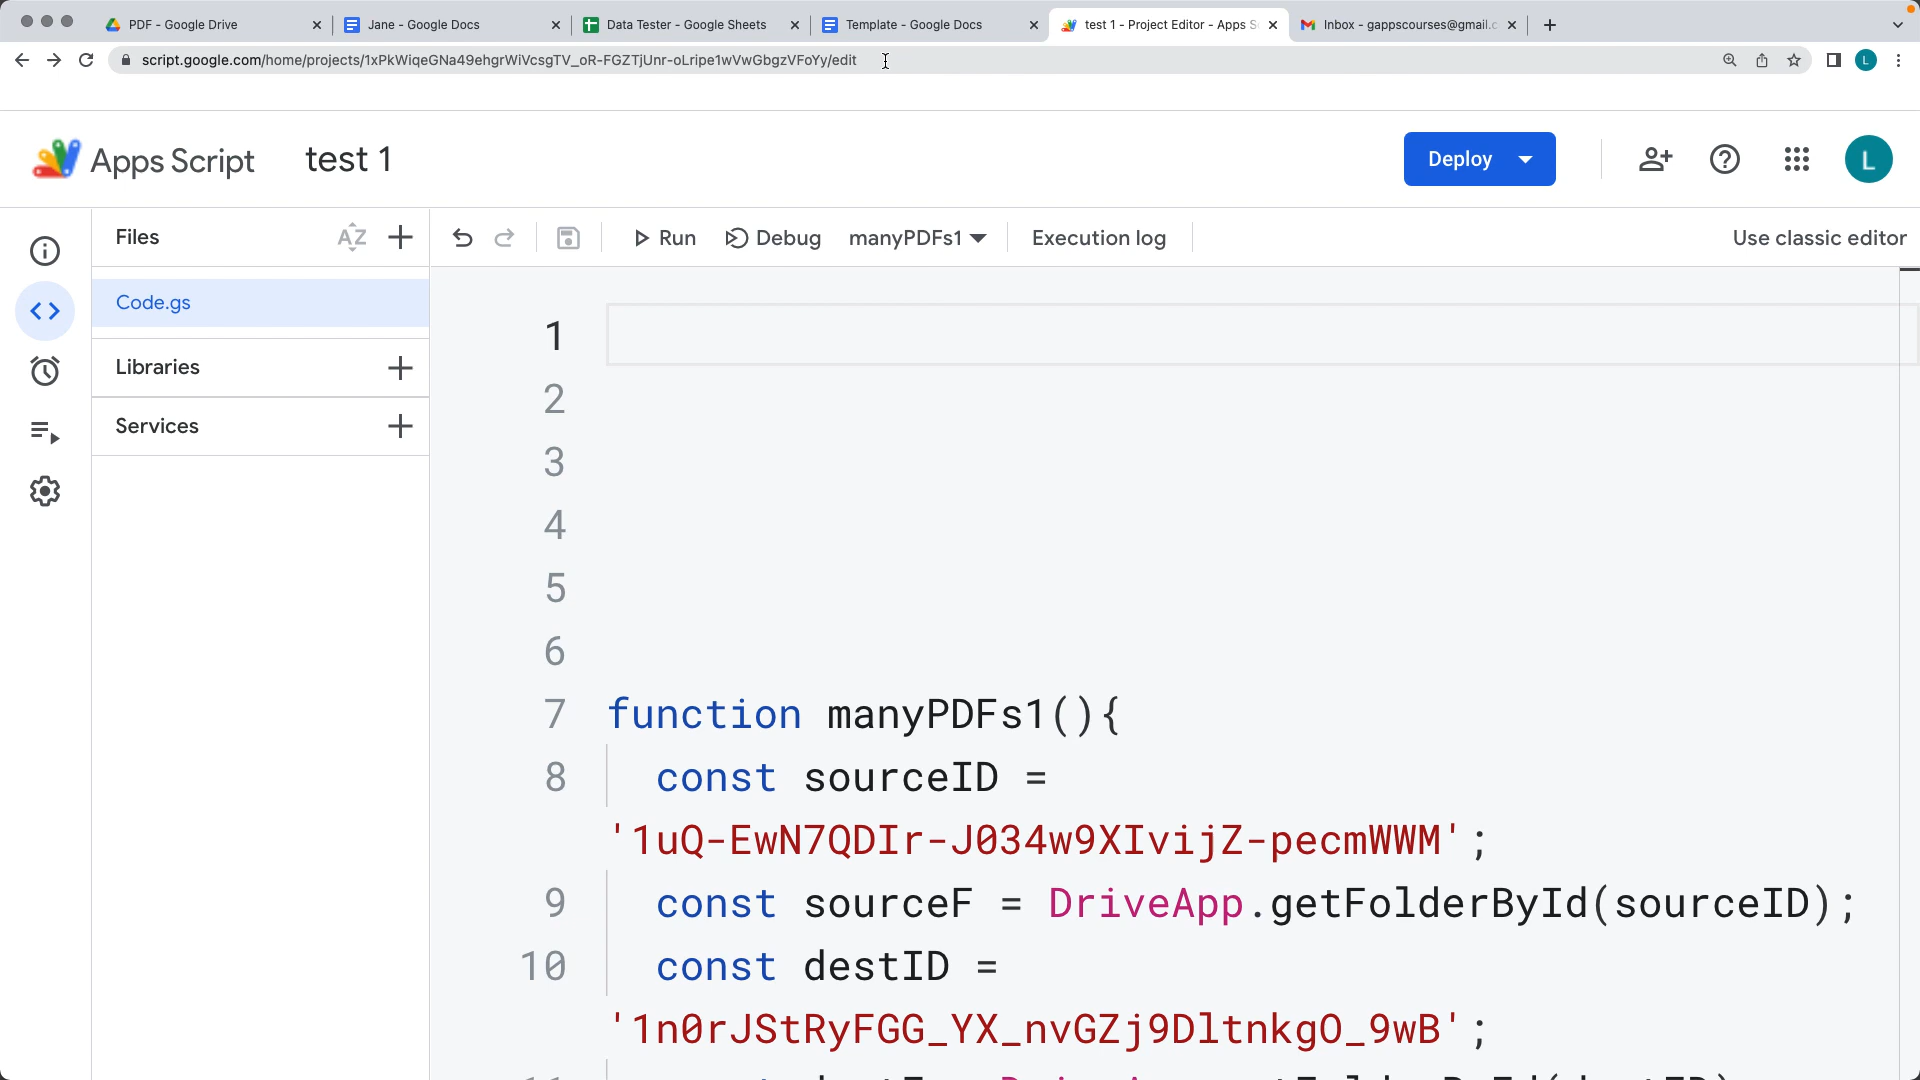 PDF - Google Drive
Jane - Google Docs
Data Tester - Google Sheets
Template - Google Docs
test 1 - Project Editor - Apps S
Inbox - gappscourses@gmail.c
script.google.com/home/projects/1xPkWiqeGNa49ehgrWiVcsgTV_oR-FGZTjUnr-oLripe1wVwGbgzVFoYy/edit
L
Apps Script
test 1
Deploy
L
Files
AZ
Run
Debug
manyPDFs1
Execution log
Use classic editor
Code.gs
Libraries
Services
1
2
3
4
5
6
7 function manyPDFs1(){
8 const sourceID =
'1uQ-EwN7QDIr-J034w9XIvijZ-pecmWWM';
9 const sourceF = DriveApp.getFolderById(sourceID);
10 const destID =
'1n0rJStRyFGG_YX_nvGZj9DltnkgO_9wB';